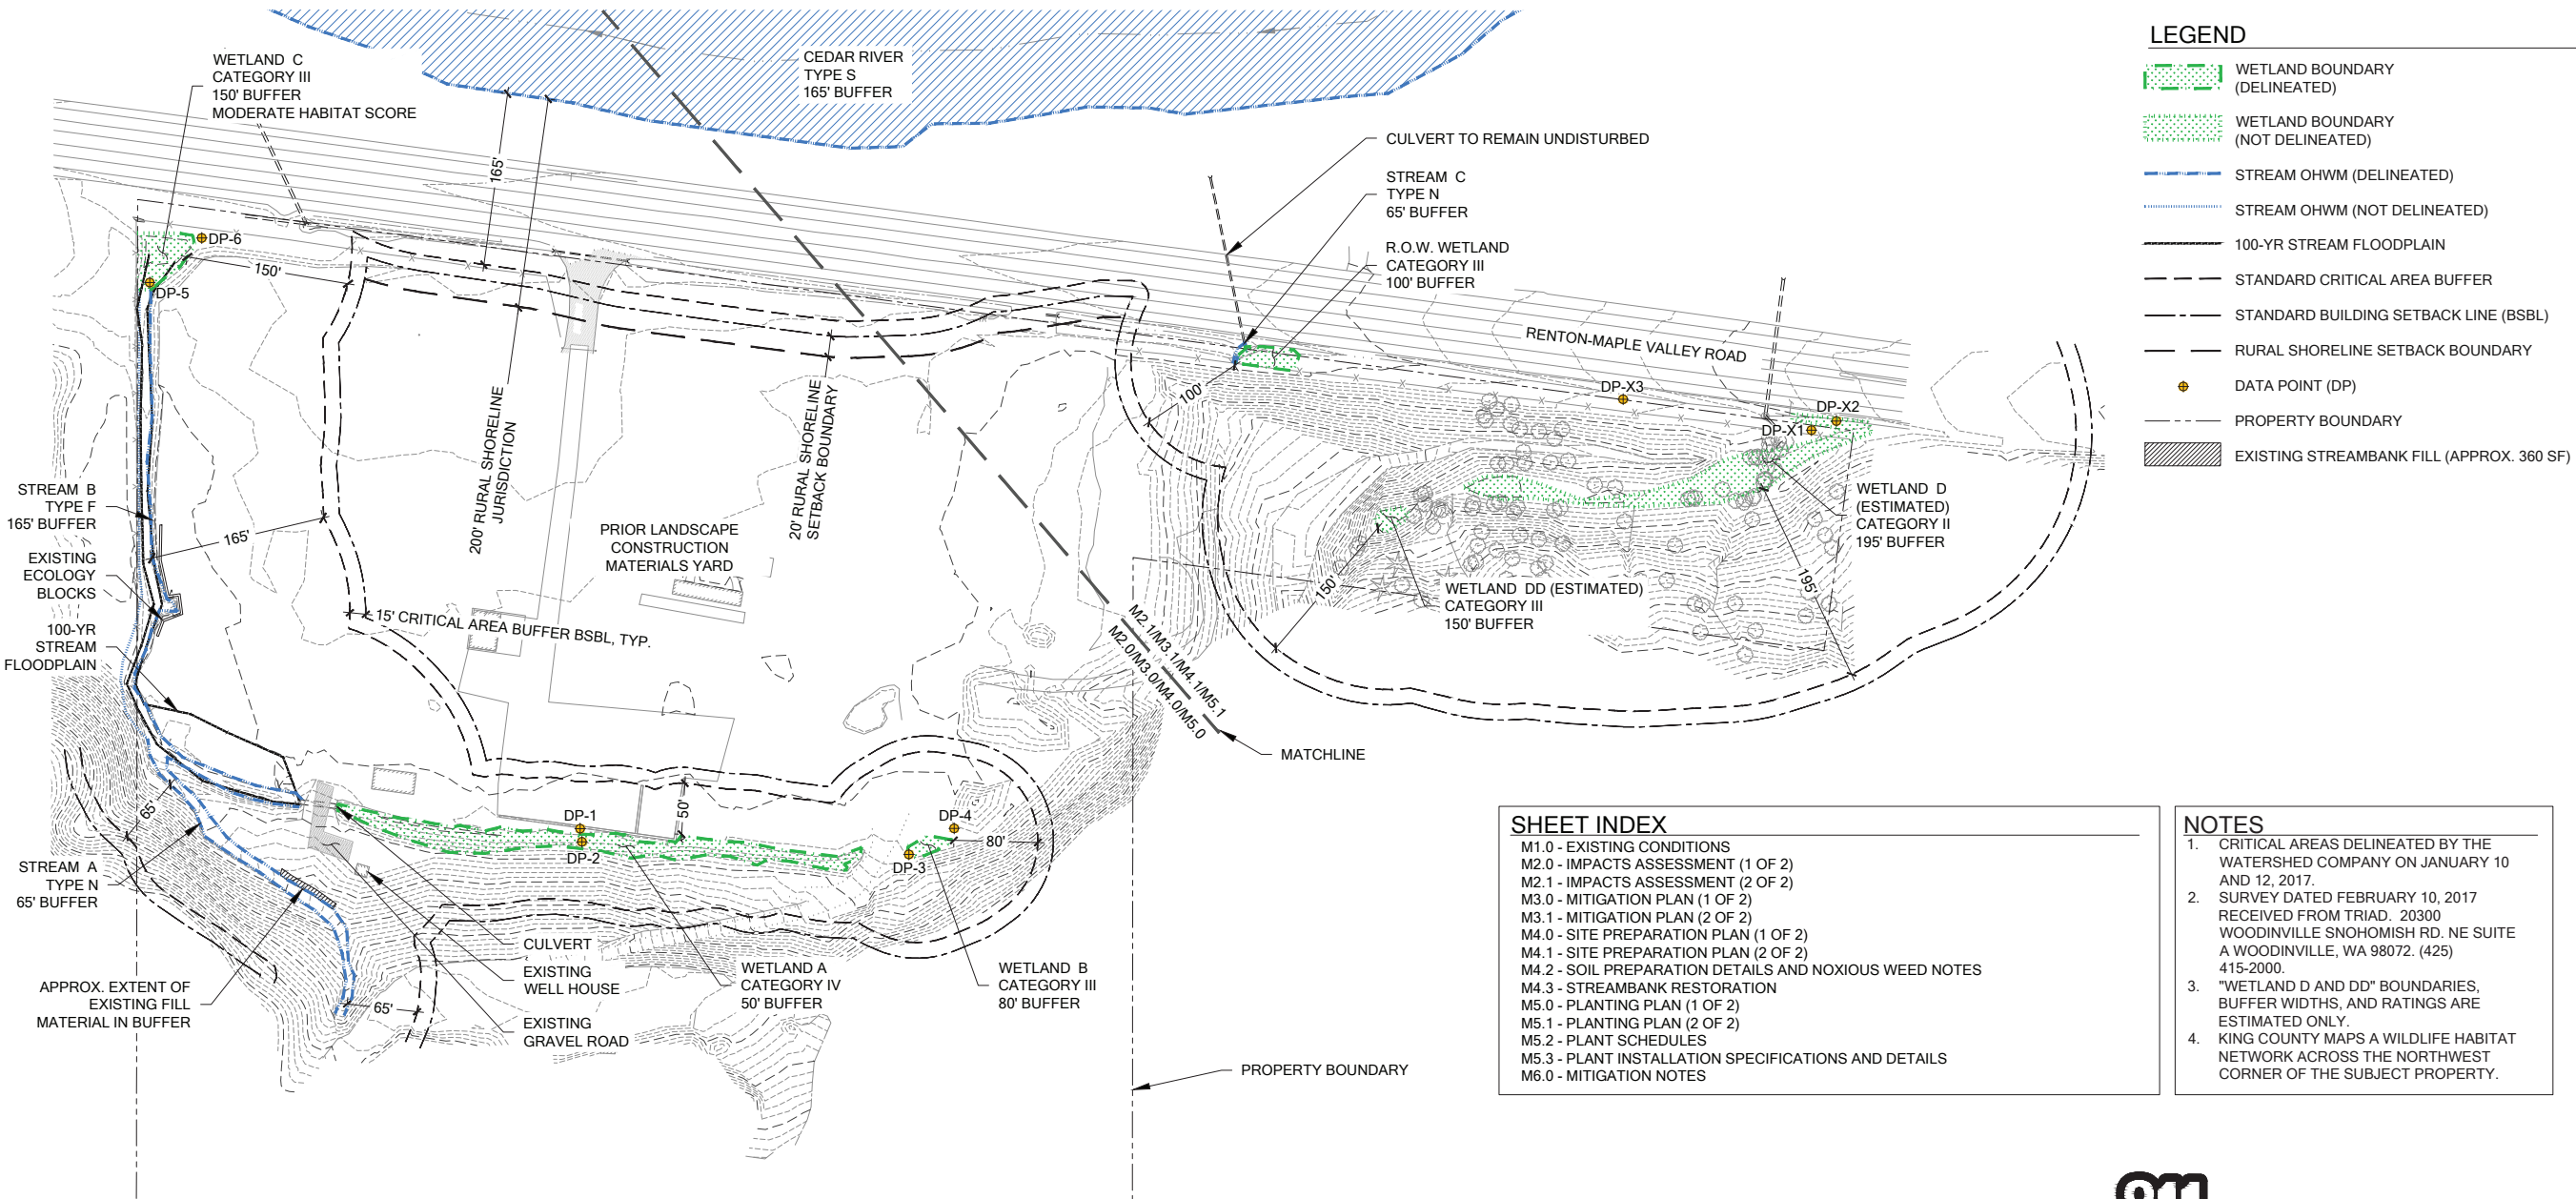 WETLAND C
CATEGORY III
150' BUFFER
MODERATE HABITAT SCORE
CEDAR RIVER
TYPE S
165' BUFFER
165'
CULVERT TO REMAIN UNDISTURBED
STREAM C
TYPE N
65' BUFFER
R.O.W. WETLAND
CATEGORY III
100' BUFFER
RENTON-MAPLE VALLEY ROAD
DP-6
DP-5
150'
100'
DP-X3
DP-X2
DP-X1
200' RURAL SHORELINE
JURISDICTION
20' RURAL SHORELINE
SETBACK BOUNDARY
STREAM B
TYPE F
165' BUFFER
165'
EXISTING
ECOLOGY
BLOCKS
PRIOR LANDSCAPE
CONSTRUCTION
MATERIALS YARD
WETLAND D
(ESTIMATED)
CATEGORY II
195' BUFFER
195'
150'
WETLAND DD (ESTIMATED)
CATEGORY III
150' BUFFER
15' CRITICAL AREA BUFFER BSBL, TYP.
100-YR
STREAM
FLOODPLAIN
M2.1/M3.1/M4.1/M5.1
M2.0/M3.0/M4.0/M5.0
MATCHLINE
65'
50'
DP-1
DP-2
DP-4
DP-3
80'
STREAM A
TYPE N
65' BUFFER
APPROX. EXTENT OF
EXISTING FILL
MATERIAL IN BUFFER
65'
CULVERT
EXISTING
WELL HOUSE
EXISTING
GRAVEL ROAD
WETLAND A
CATEGORY IV
50' BUFFER
WETLAND B
CATEGORY III
80' BUFFER
PROPERTY BOUNDARY
LEGEND
WETLAND BOUNDARY
(DELINEATED)
WETLAND BOUNDARY
(NOT DELINEATED)
STREAM OHWM (DELINEATED)
STREAM OHWM (NOT DELINEATED)
100-YR STREAM FLOODPLAIN
STANDARD CRITICAL AREA BUFFER
STANDARD BUILDING SETBACK LINE (BSBL)
RURAL SHORELINE SETBACK BOUNDARY
DATA POINT (DP)
PROPERTY BOUNDARY
EXISTING STREAMBANK FILL (APPROX. 360 SF)
SHEET INDEX
M1.0 - EXISTING CONDITIONS
M2.0 - IMPACTS ASSESSMENT (1 OF 2)
M2.1 - IMPACTS ASSESSMENT (2 OF 2)
M3.0 - MITIGATION PLAN (1 OF 2)
M3.1 - MITIGATION PLAN (2 OF 2)
M4.0 - SITE PREPARATION PLAN (1 OF 2)
M4.1 - SITE PREPARATION PLAN (2 OF 2)
M4.2 - SOIL PREPARATION DETAILS AND NOXIOUS WEED NOTES
M4.3 - STREAMBANK RESTORATION
M5.0 - PLANTING PLAN (1 OF 2)
M5.1 - PLANTING PLAN (2 OF 2)
M5.2 - PLANT SCHEDULES
M5.3 - PLANT INSTALLATION SPECIFICATIONS AND DETAILS
M6.0 - MITIGATION NOTES
NOTES
1. CRITICAL AREAS DELINEATED BY THE
WATERSHED COMPANY ON JANUARY 10
AND 12, 2017.
2. SURVEY DATED FEBRUARY 10, 2017
RECEIVED FROM TRIAD. 20300
WOODINVILLE SNOHOMISH RD. NE SUITE
A WOODINVILLE, WA 98072. (425)
415-2000.
3. "WETLAND D AND DD" BOUNDARIES,
BUFFER WIDTHS, AND RATINGS ARE
ESTIMATED ONLY.
4. KING COUNTY MAPS A WILDLIFE HABITAT
NETWORK ACROSS THE NORTHWEST
CORNER OF THE SUBJECT PROPERTY.